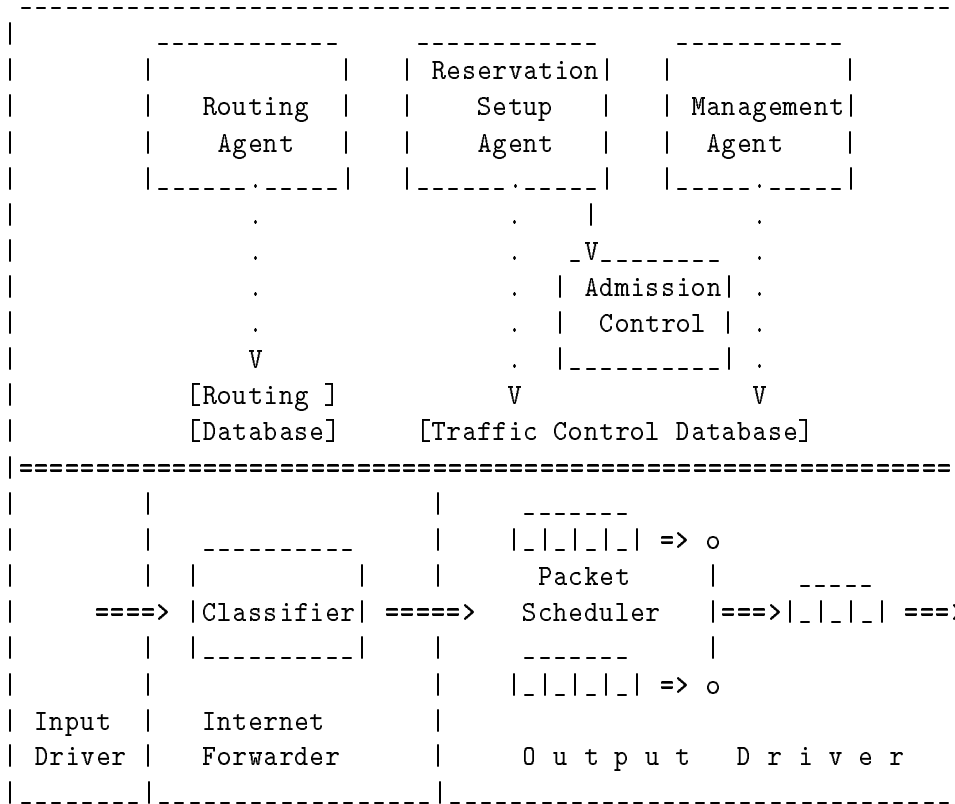 Reservation
Routing Setup Management
Agent Agent Agent
Admission
Control
[Routing ]
[Database] [Traffic Control Database]
Packet
Classifier Scheduler
Input Internet
Driver Forwarder O u t p u t D r i v e r